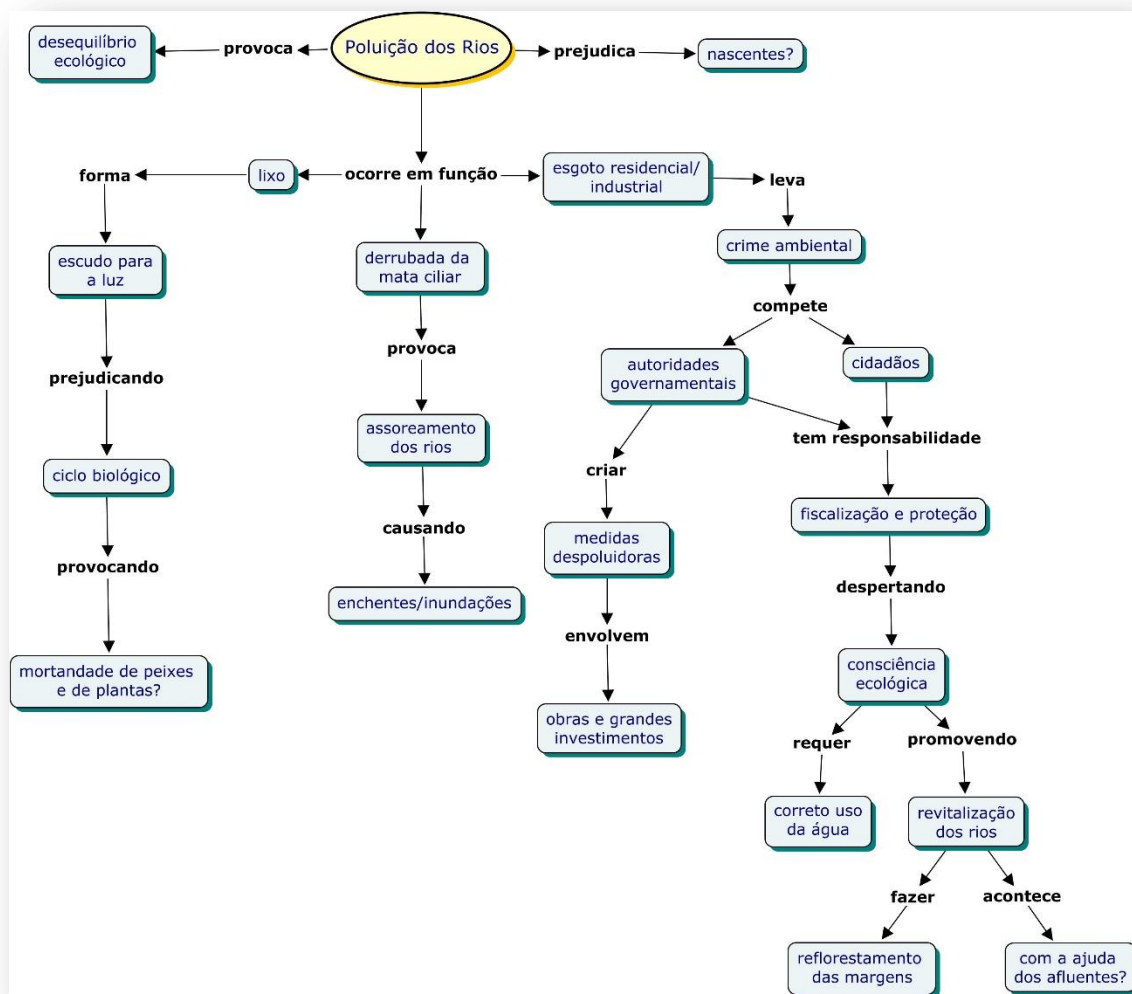 desequilíbrio
ecológico
provoca
Poluição dos Rios
prejudica
nascentes?
forma
lixo
ocorre em função
esgoto residencial/
industrial
leva
escudo para
a luz
derrubada da
mata ciliar
crime ambiental
compete
provoca
prejudicando
autoridades
governamentais
cidadãos
assoreamento
dos rios
tem responsabilidade
ciclo biológico
criar
fiscalização e proteção
causando
medidas
despoluidoras
provocando
despertando
enchentes/inundações
envolvem
mortandade de peixes
e de plantas?
consciência
ecológica
obras e grandes
investimentos
requer
promovendo
correto uso
da água
revitalização
dos rios
fazer
acontece
reflorestamento
das margens
com a ajuda
dos afluentes?